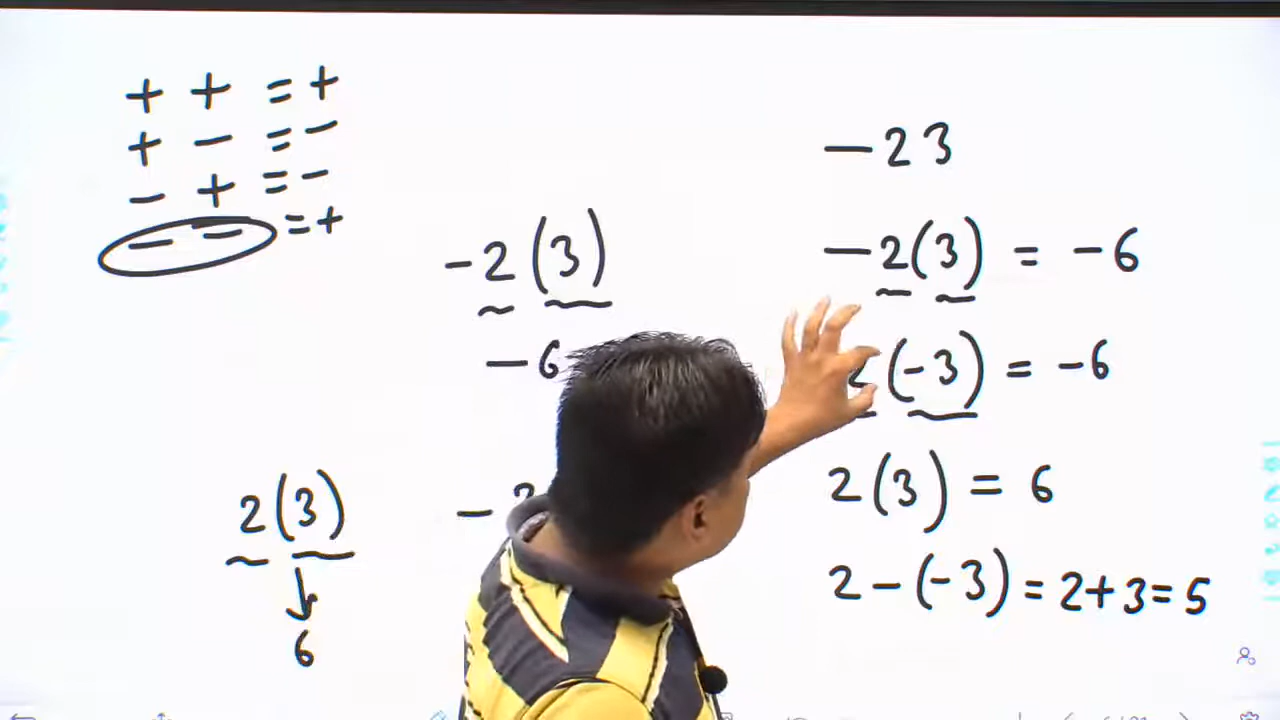 + + = +
+ - = -
- + = -
- - = +
-2(3)
-6
2(3)
6
-23
-2(3) = -6
2(-3) = -6
2(3) = 6
2-(-3) = 2+3 = 5